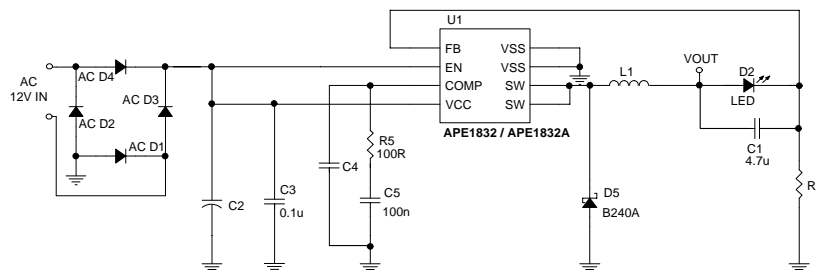 U1
FB
EN
COMP
VCC
VSS
VSS
SW
SW
APE1832 / APE1832A
AC
12V IN
AC D4
AC D3
AC D2
AC D1
C2
C3
0.1u
C4
R5
100R
C5
100n
L1
VOUT
D2
LED
C1
4.7u
D5
B240A
R